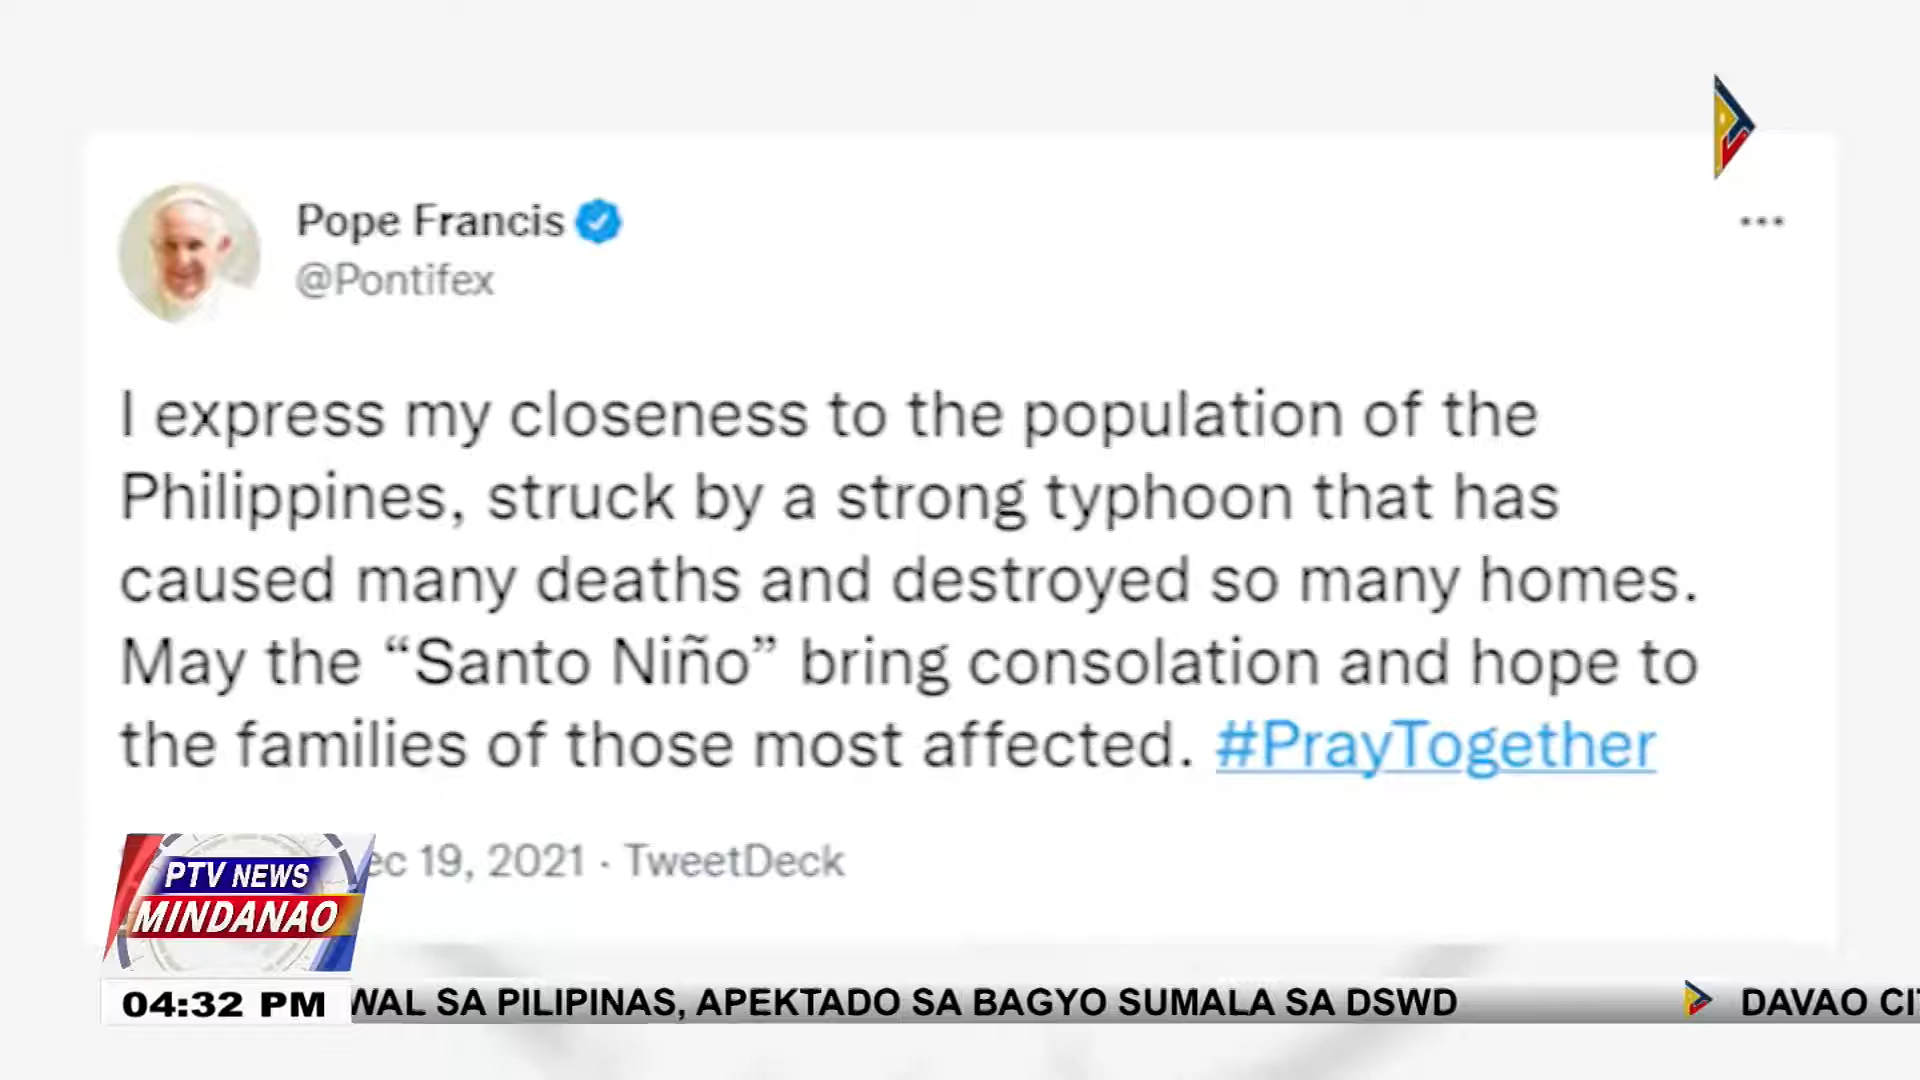 Pope Francis
@Pontifex
I express my closeness to the population of the
Philippines, struck by a strong typhoon that has
caused many deaths and destroyed so many homes.
May the “Santo Niño” bring consolation and hope to
the families of those most affected. #PrayTogether
19, 2021 · TweetDeck
PTV NEWS
MINDANAO
04:32 PM
SA PILIPINAS, APEKTADO SA BAGYO SUMALA SA DSWD
DAVAO